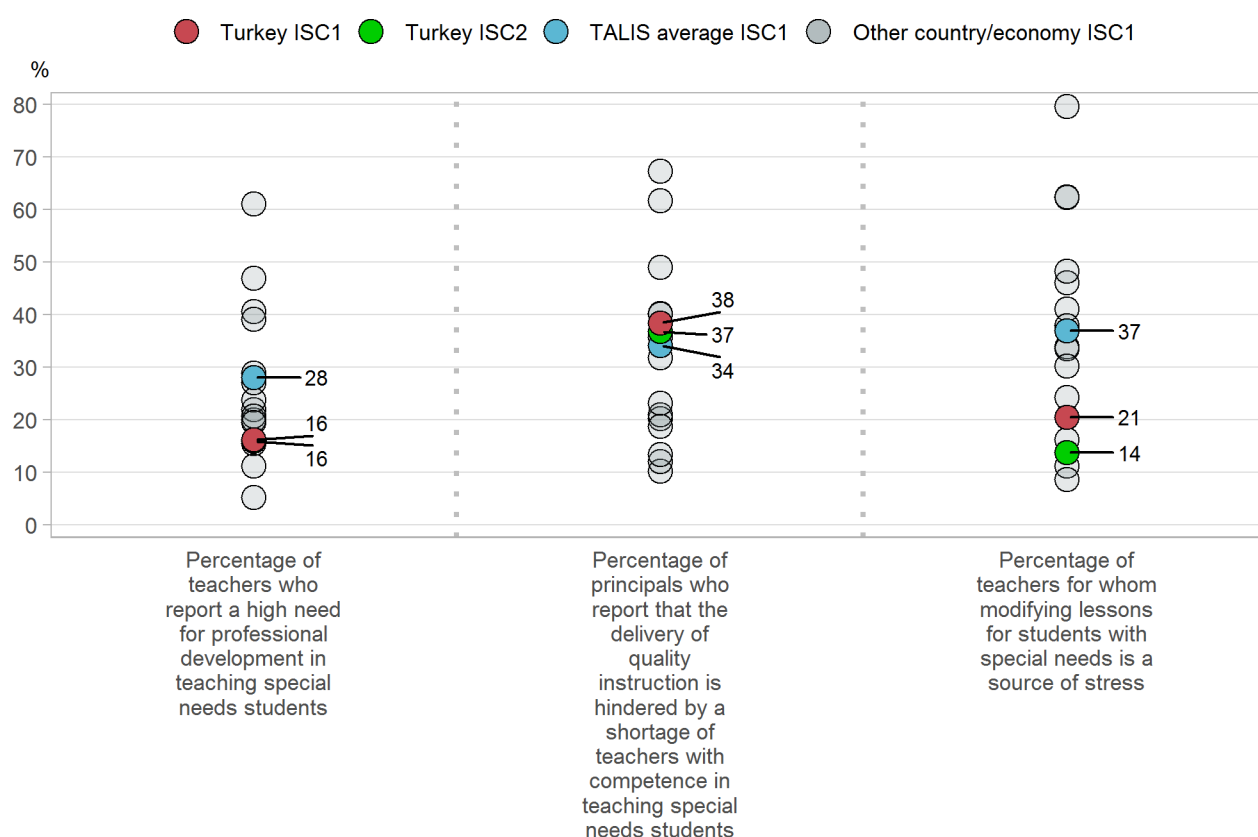 Turkey ISC1 Turkey ISC2 TALIS average ISC1 Other country/economy ISC1
%
80
70
60
50
40
30
20
10
0
28
16
16
38
37
34
37
21
14
Percentage of
teachers who
report a high need
for professional
development in
teaching special
needs students
Percentage of
principals who
report that the
delivery of
quality
instruction is
hindered by a
shortage of
teachers with
competence in
teaching special
needs students
Percentage of
teachers for whom
modifying lessons
for students with
special needs is a
source of stress